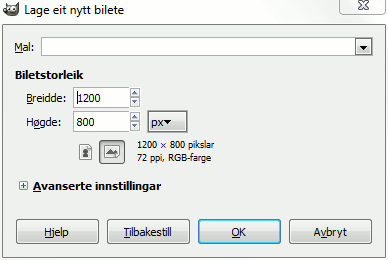 Lage eit nytt bilete
Mal:
Biletstorleik
Breidde: 1200
Høgde: 800 px
1200 × 800 pikslar
72 ppi, RGB-farge
Avanserte innstillingar
Hjelp Tilbakestill OK Avbryt